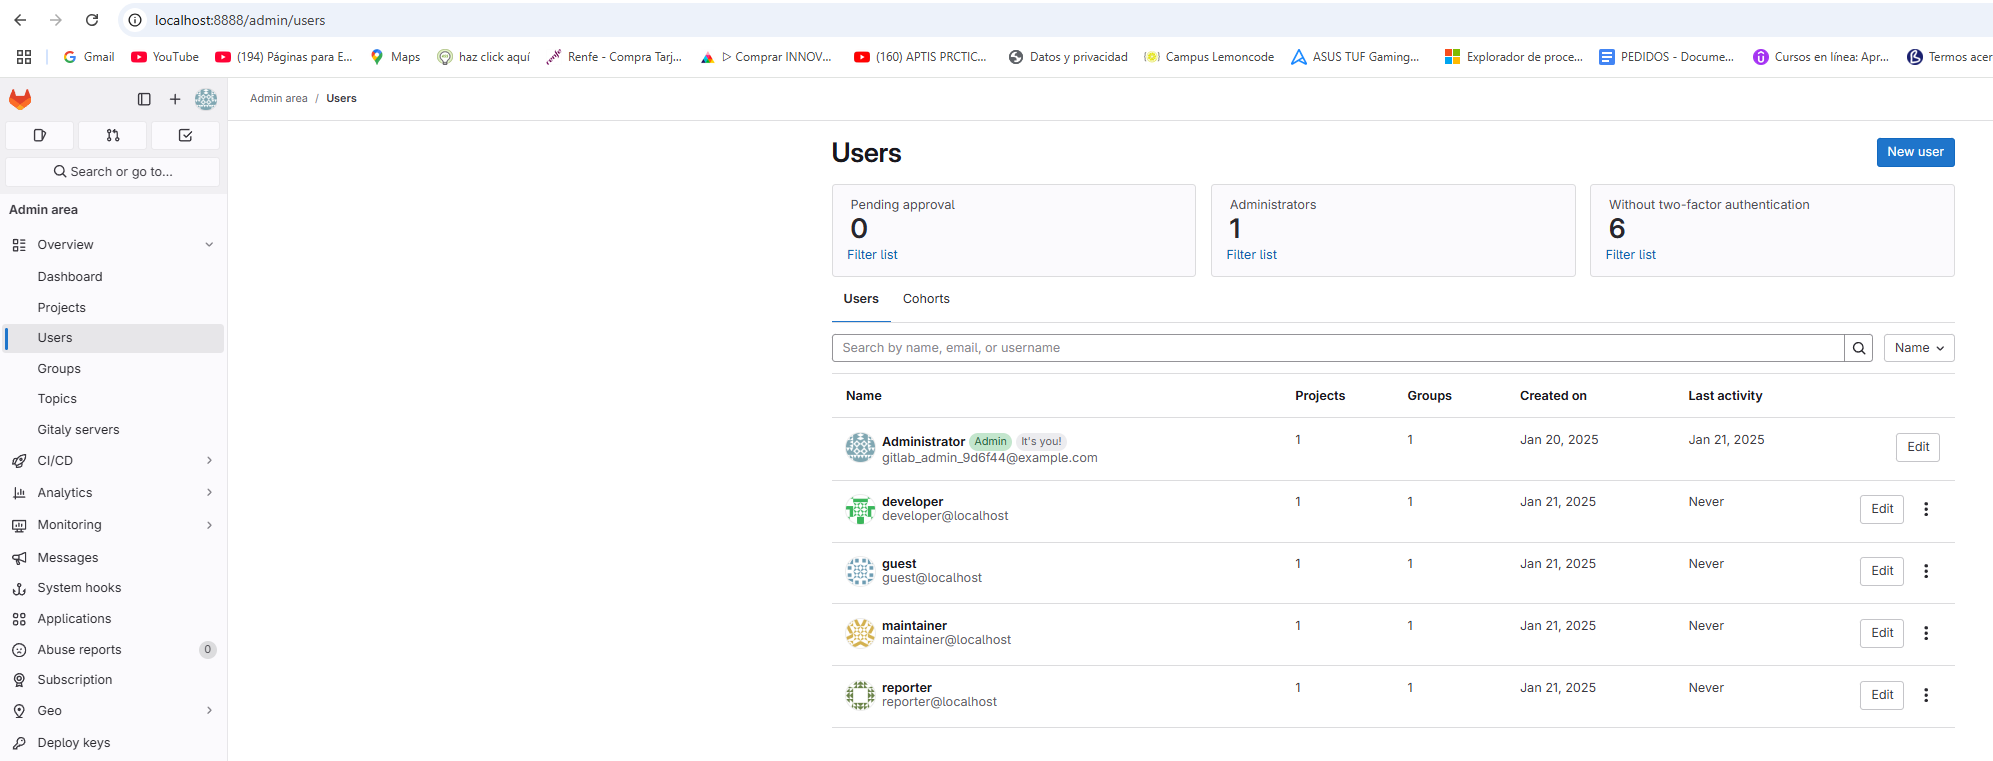 localhost:8888/admin/users
Gmail YouTube (194) Páginas para E... Maps haz click aquí Renfe - Compra Tarj... ▷ Comprar INNOV... (160) APTIS PRCTIC... Datos y privacidad Campus Lemoncode ASUS TUF Gaming... Explorador de proce... PEDIDOS - Docume... Cursos en línea: Apr... Termos acer
Admin area / Users
Search or go to...
Admin area
Overview
Dashboard
Projects
Users
Groups
Topics
Gitaly servers
CI/CD
Analytics
Monitoring
Messages
System hooks
Applications
Abuse reports 0
Subscription
Geo
Deploy keys
Users
New user
Pending approval
0
Filter list
Administrators
1
Filter list
Without two-factor authentication
6
Filter list
Users Cohorts
Search by name, email, or username
Name
Name Projects Groups Created on Last activity
Administrator Admin It's you! 1 1 Jan 20, 2025 Jan 21, 2025 Edit
gitlab_admin_9d6f44@example.com
developer 1 1 Jan 21, 2025 Never Edit
developer@localhost
guest 1 1 Jan 21, 2025 Never Edit
guest@localhost
maintainer 1 1 Jan 21, 2025 Never Edit
maintainer@localhost
reporter 1 1 Jan 21, 2025 Never Edit
reporter@localhost